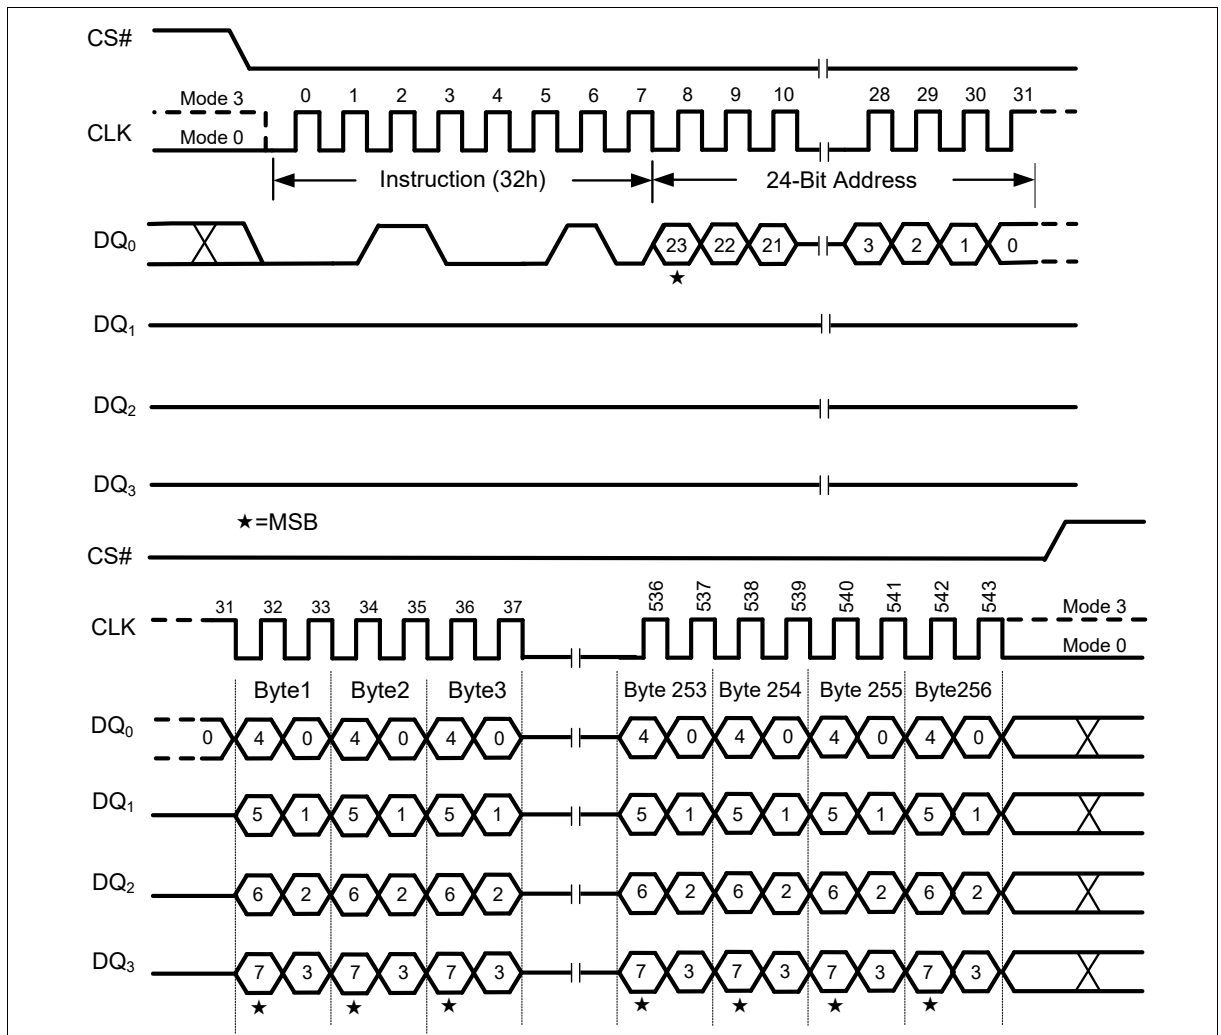 CS#
Mode 3 0 1 2 3 4 5 6 7 8 9 10 28 29 30 31
CLK Mode 0
Instruction (32h) 24-Bit Address
DQ0 23 22 21 3 2 1 0
★
DQ1
DQ2
DQ3
★=MSB
CS#
31 32 33 34 35 36 37 536 537 538 539 540 541 542 543 Mode 3
CLK Mode 0
Byte1 Byte2 Byte3 Byte 253 Byte 254 Byte 255 Byte256
DQ0 0 4 0 4 0 4 0 4 0 4 0 4 0 4 0
DQ1 5 1 5 1 5 1 5 1 5 1 5 1 5 1
DQ2 6 2 6 2 6 2 6 2 6 2 6 2 6 2
DQ3 7 3 7 3 7 3 7 3 7 3 7 3 7 3
★ ★ ★ ★ ★ ★ ★